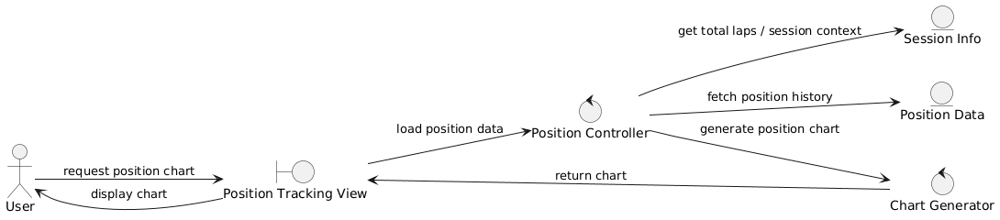 get total laps / session context
Session Info
fetch position history
Position Data
Position Controller
load position data
generate position chart
request position chart
return chart
User
display chart
Position Tracking View
Chart Generator